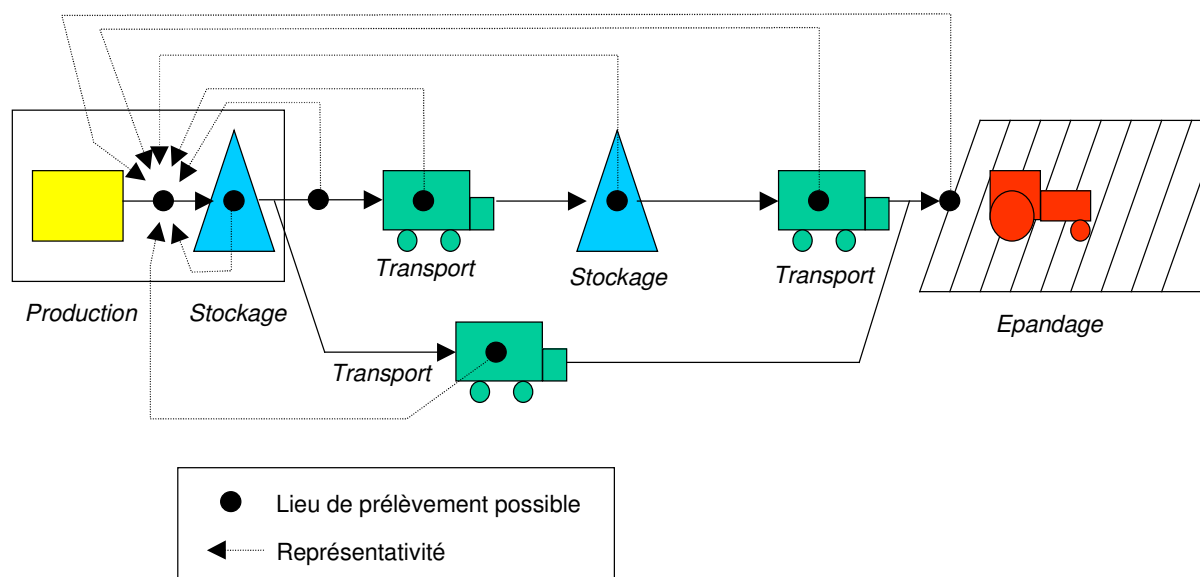 Transport
Stockage
Transport
Production
Stockage
Epandage
Transport
Lieu de prélèvement possible
Représentativité